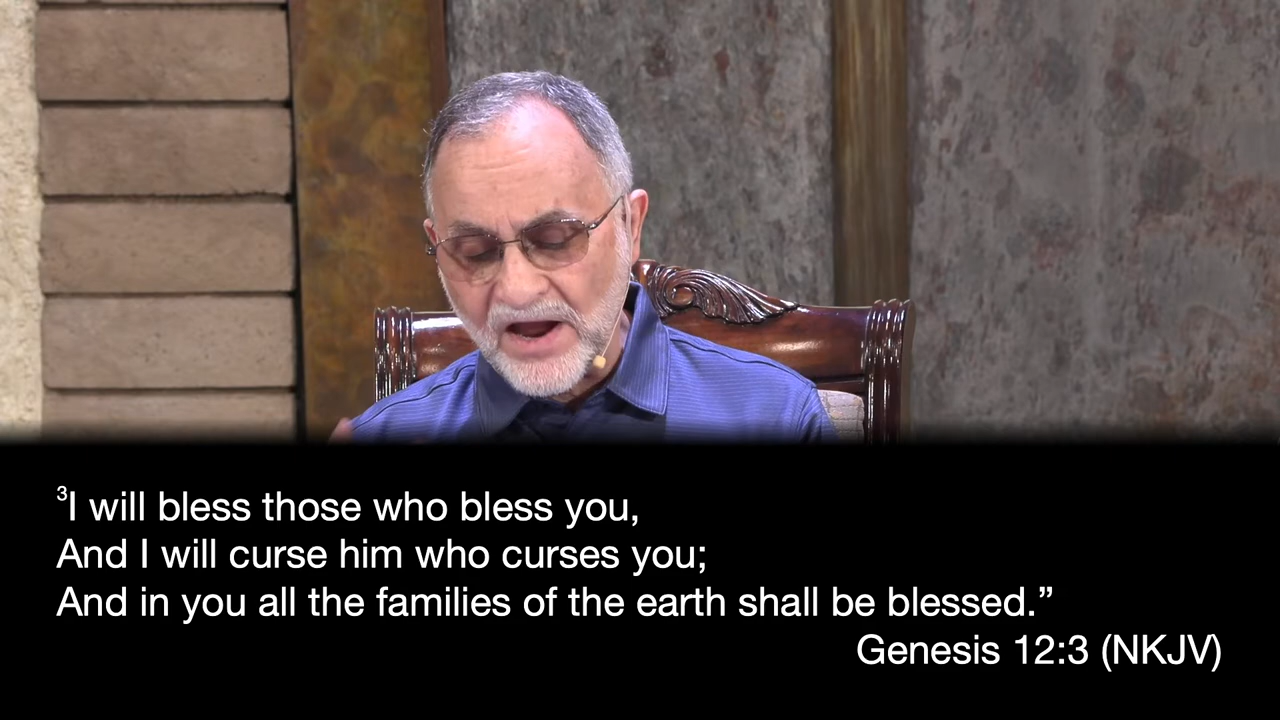 ³I will bless those who bless you,
And I will curse him who curses you;
And in you all the families of the earth shall be blessed.”
Genesis 12:3 (NKJV)